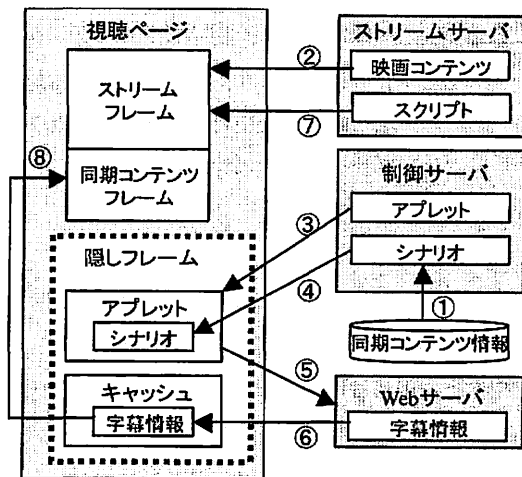 視聴ページ
ストリーム
フレーム
⑧
同期コンテンツ
フレーム
隠しフレーム
アプレット
シナリオ
キャッシュ
字幕情報
②
⑦
③
④
⑤
⑥
ストリームサーバ
映画コンテンツ
スクリプト
制御サーバ
アプレット
シナリオ
①
同期コンテンツ情報
Webサーバ
字幕情報